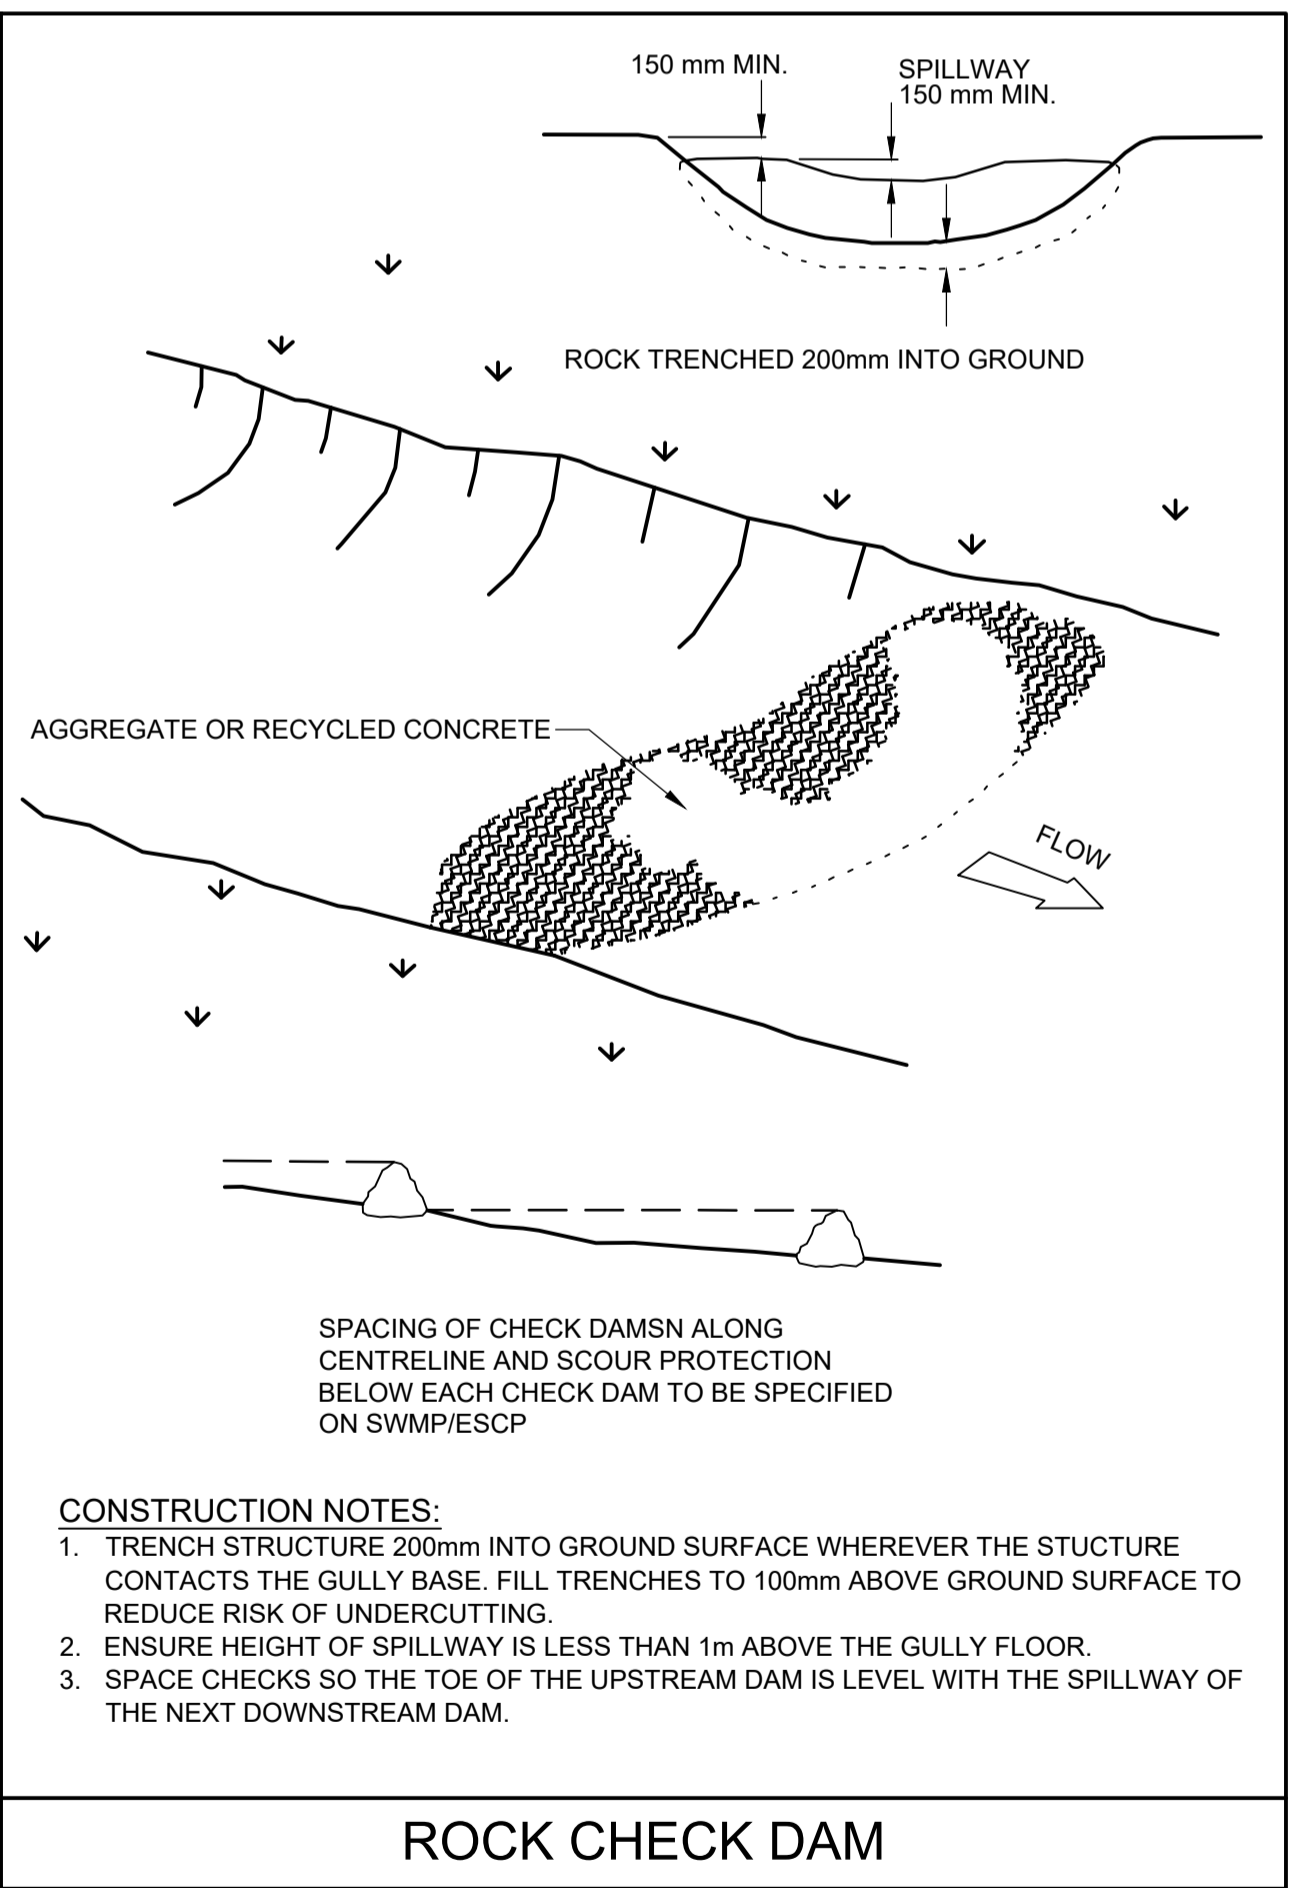 150 mm MIN.
SPILLWAY
150 mm MIN.
ROCK TRENCHED 200mm INTO GROUND
AGGREGATE OR RECYCLED CONCRETE
FLOW
SPACING OF CHECK DAMSN ALONG
CENTRELINE AND SCOUR PROTECTION
BELOW EACH CHECK DAM TO BE SPECIFIED
ON SWMP/ESCP
CONSTRUCTION NOTES:
1. TRENCH STRUCTURE 200mm INTO GROUND SURFACE WHEREVER THE STUCTURE
CONTACTS THE GULLY BASE. FILL TRENCHES TO 100mm ABOVE GROUND SURFACE TO
REDUCE RISK OF UNDERCUTTING.
2. ENSURE HEIGHT OF SPILLWAY IS LESS THAN 1m ABOVE THE GULLY FLOOR.
3. SPACE CHECKS SO THE TOE OF THE UPSTREAM DAM IS LEVEL WITH THE SPILLWAY OF
THE NEXT DOWNSTREAM DAM.
ROCK CHECK DAM